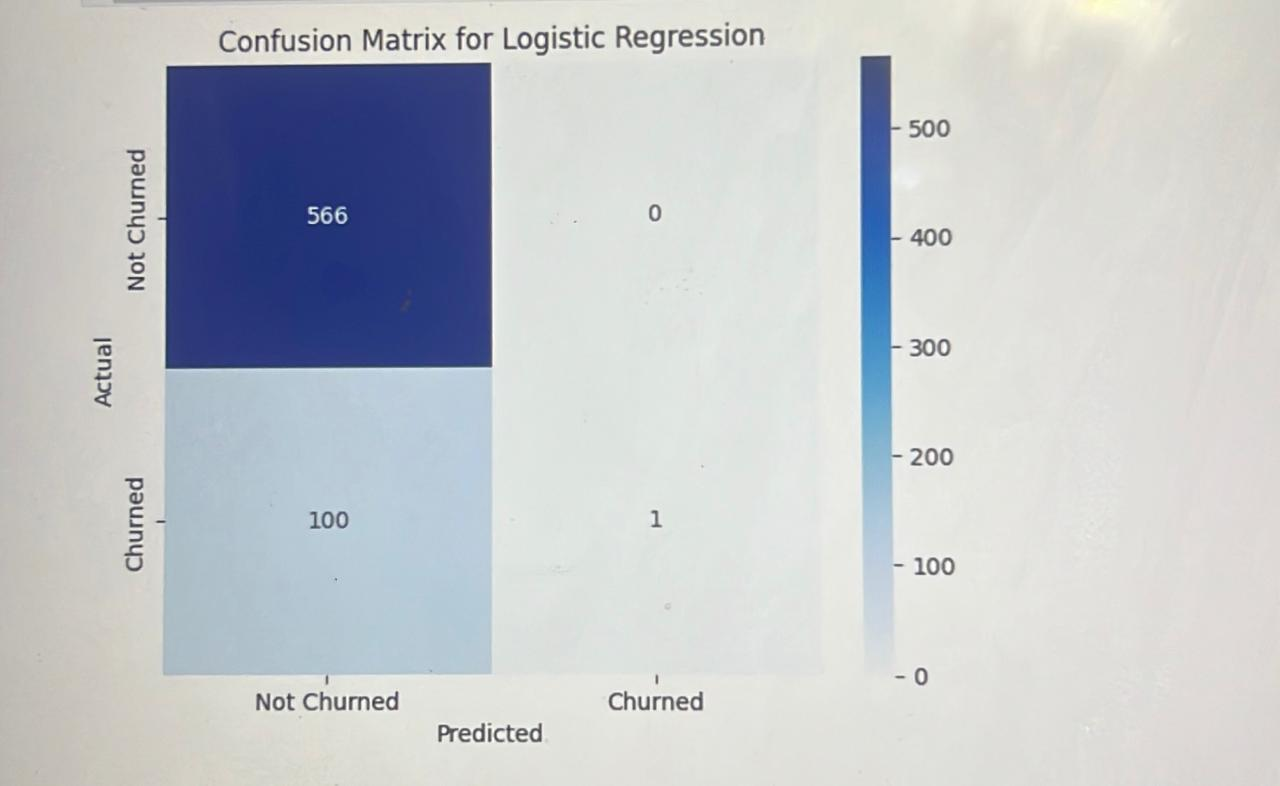 Confusion Matrix for Logistic Regression
Actual
Not Churned
566
0
Churned
100
1
Not Churned
Churned
Predicted
500
400
300
200
100
0